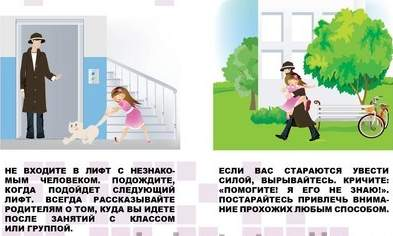 НЕ ВХОДИТЕ В ЛИФТ С НЕЗНАКО-
МЫМ ЧЕЛОВЕКОМ. ПОДОЖДИТЕ,
КОГДА ПОДОЙДЕТ СЛЕДУЮЩИЙ
ЛИФТ. ВСЕГДА РАССКАЗЫВАЙТЕ
РОДИТЕЛЯМ О ТОМ, КУДА ВЫ ИДЕТЕ
ПОСЛЕ ЗАНЯТИЙ С КЛАССОМ
ИЛИ ГРУППОЙ.
ЕСЛИ ВАС СТАРАЮТСЯ УВЕСТИ
СИЛОЙ, ВЫРЫВАЙТЕСЬ. КРИЧИТЕ:
«ПОМОГИТЕ! Я ЕГО НЕ ЗНАЮ!».
ПОСТАРАЙТЕСЬ ПРИВЛЕЧЬ ВНИМА-
НИЕ ПРОХОЖИХ ЛЮБЫМ СПОСОБОМ.